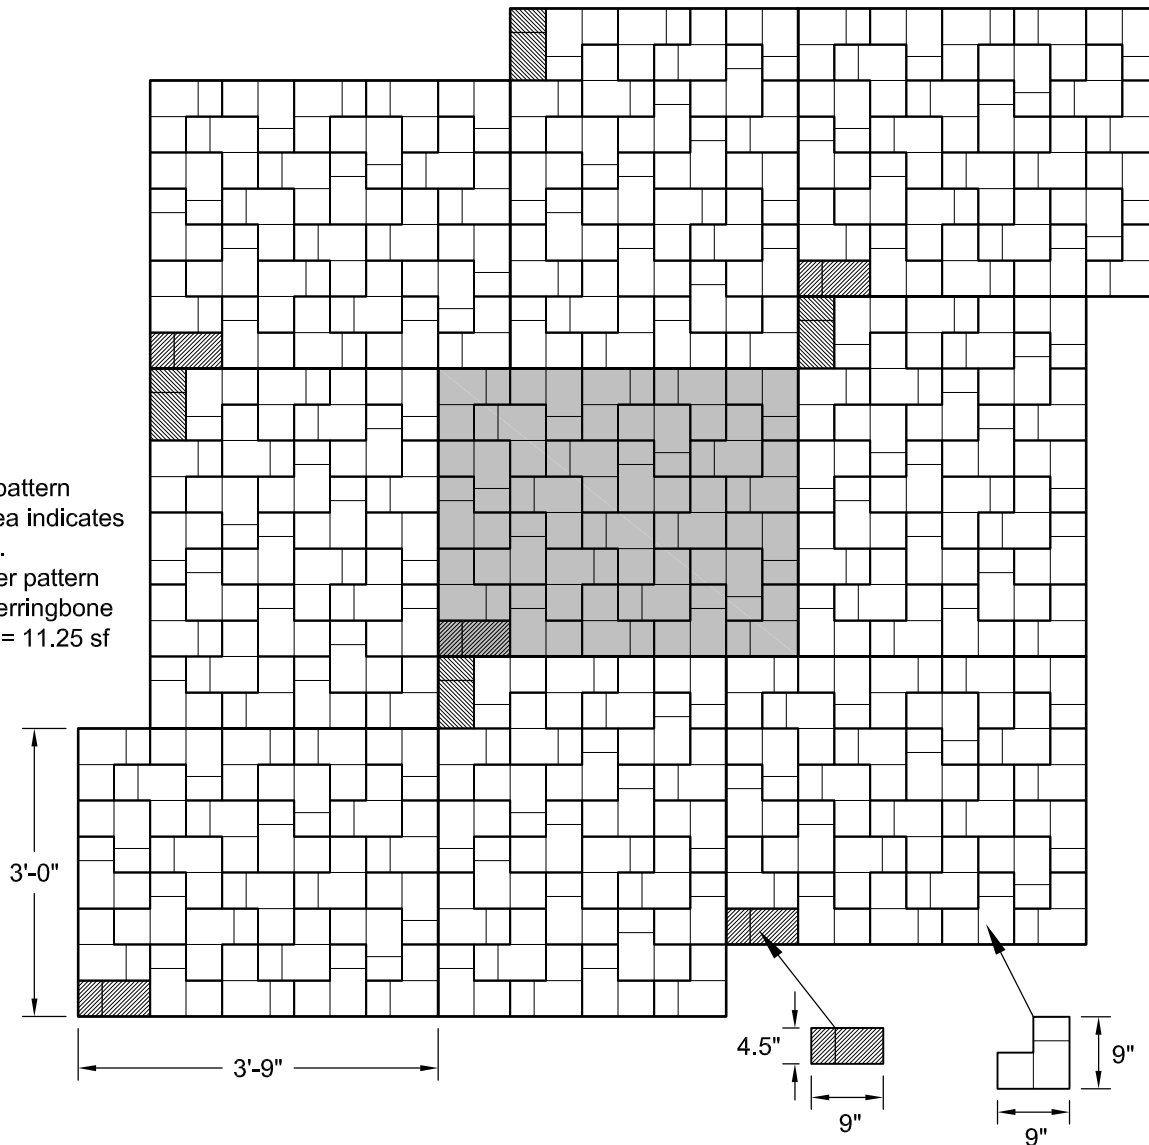 pattern
ea indicates
.
er pattern
erringbone
= 11.25 sf
3'-0"
3'-9"
4.5"
9"
9"
9"